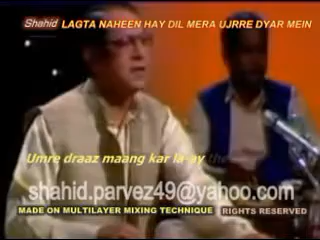 Shahid LAGTA NAHEEN HAY DIL MERA UJRRE DYAR MEIN
Umre draaz maang kar la-ay the
shahid.parvez49@yahoo.com
MADE ON MULTILAYER MIXING TECHNIQUE RIGHTS RESERVED